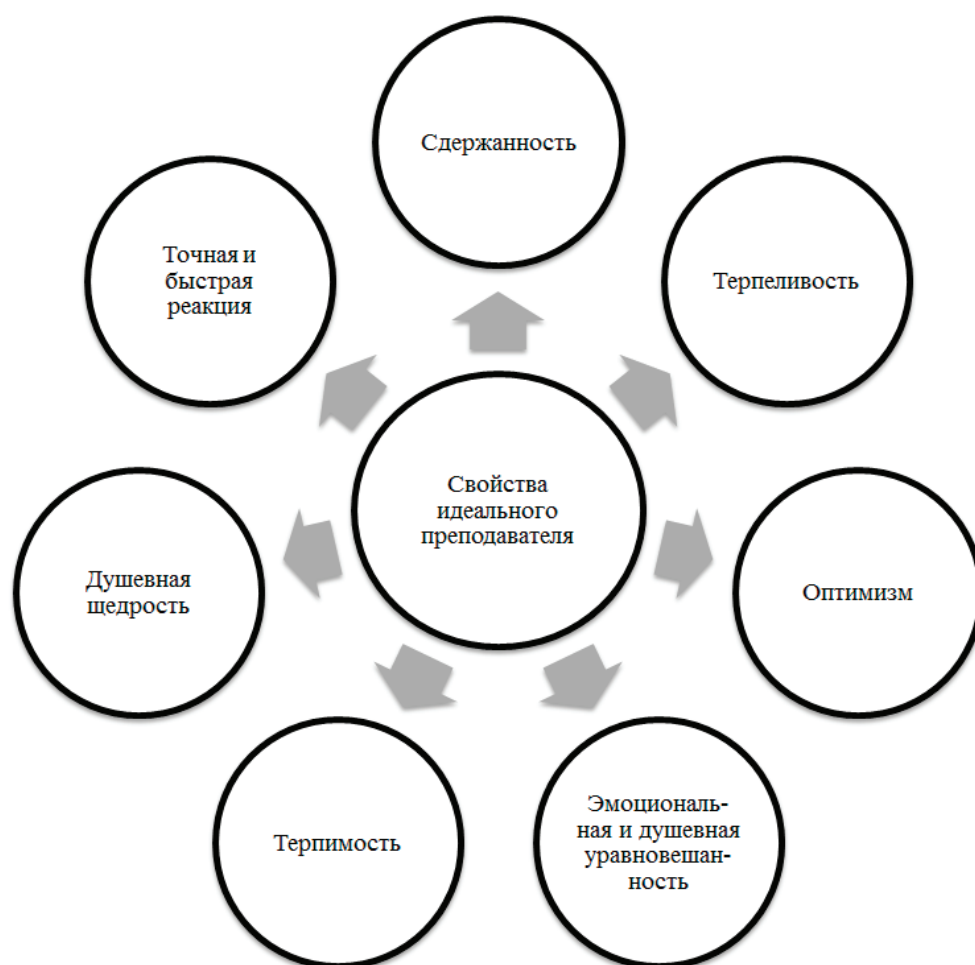 Сдержанность
Точная и
быстрая
реакция
Терпеливость
Свойства
идеального
преподавателя
Душевная
щедрость
Оптимизм
Терпимость
Эмоциональ-
ная и душевная
уравновешан-
ность